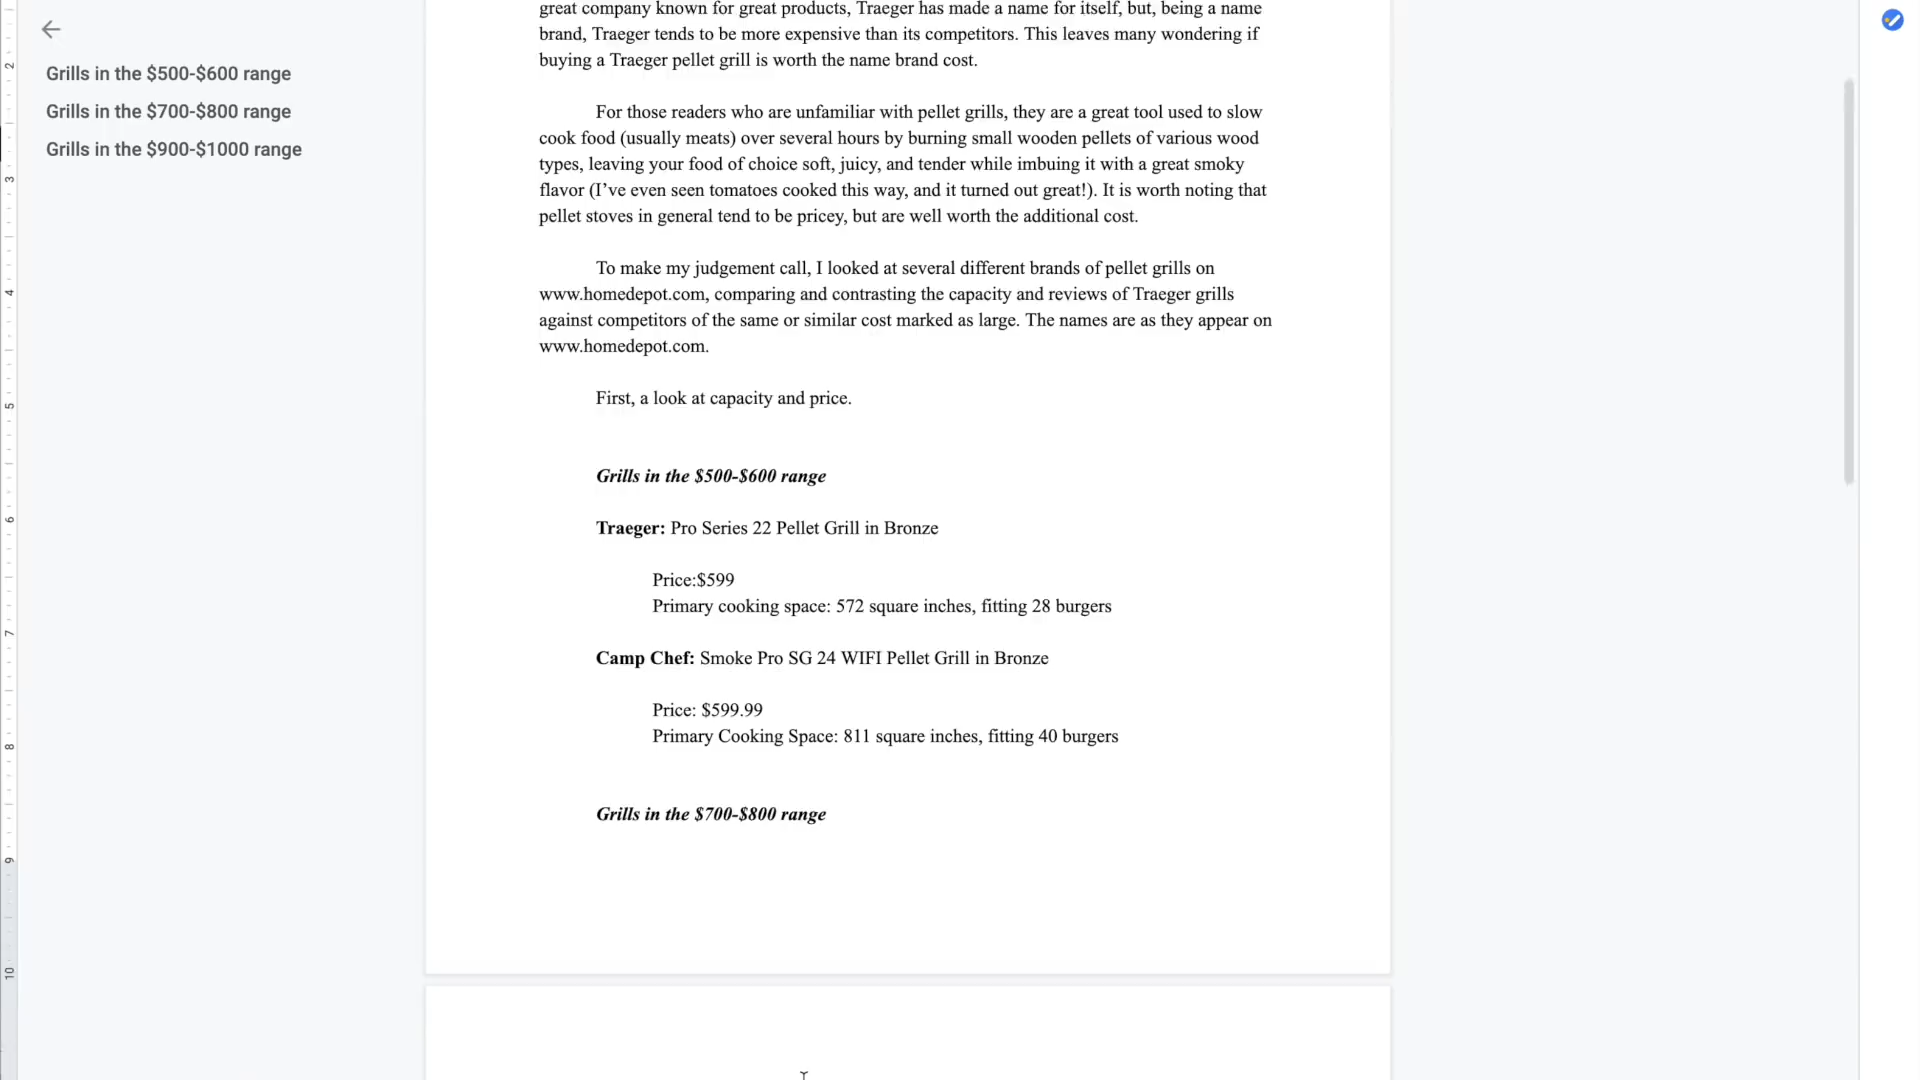 Grills in the $500-$600 range
Grills in the $700-$800 range
Grills in the $900-$1000 range
2
3
4
5
6
7
8
9
10
great company known for great products, Traeger has made a name for itself, but, being a name
brand, Traeger tends to be more expensive than its competitors. This leaves many wondering if
buying a Traeger pellet grill is worth the name brand cost.
For those readers who are unfamiliar with pellet grills, they are a great tool used to slow
cook food (usually meats) over several hours by burning small wooden pellets of various wood
types, leaving your food of choice soft, juicy, and tender while imbuing it with a great smoky
flavor (I’ve even seen tomatoes cooked this way, and it turned out great!). It is worth noting that
pellet stoves in general tend to be pricey, but are well worth the additional cost.
To make my judgement call, I looked at several different brands of pellet grills on
www.homedepot.com, comparing and contrasting the capacity and reviews of Traeger grills
against competitors of the same or similar cost marked as large. The names are as they appear on
www.homedepot.com.
First, a look at capacity and price.
Grills in the $500-$600 range
Traeger: Pro Series 22 Pellet Grill in Bronze
Price:$599
Primary cooking space: 572 square inches, fitting 28 burgers
Camp Chef: Smoke Pro SG 24 WIFI Pellet Grill in Bronze
Price: $599.99
Primary Cooking Space: 811 square inches, fitting 40 burgers
Grills in the $700-$800 range